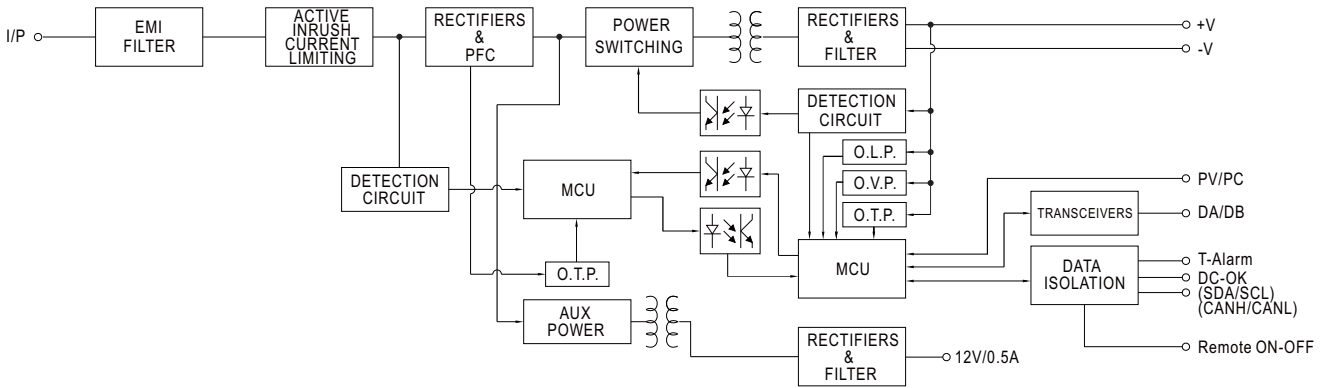 I/P
EMI
FILTER
ACTIVE
INRUSH
CURRENT
LIMITING
RECTIFIERS
&
PFC
POWER
SWITCHING
RECTIFIERS
&
FILTER
+V
-V
DETECTION
CIRCUIT
O.L.P.
O.V.P.
O.T.P.
DETECTION
CIRCUIT
MCU
O.T.P.
MCU
PV/PC
TRANSCEIVERS
DA/DB
DATA
ISOLATION
T-Alarm
DC-OK
(SDA/SCL)
(CANH/CANL)
Remote ON-OFF
AUX
POWER
RECTIFIERS
&
FILTER
12V/0.5A